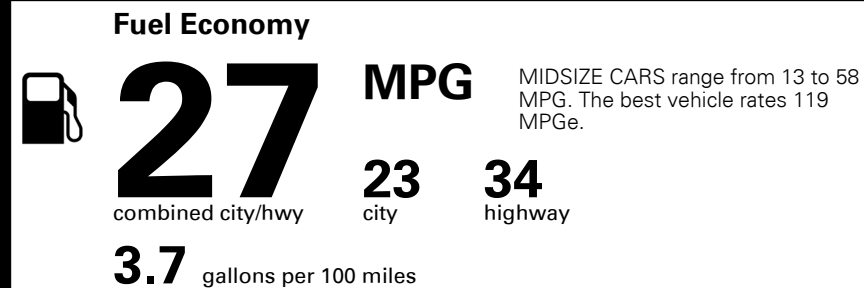 Fuel Economy
27 MPG
MIDSIZE CARS range from 13 to 58
MPG. The best vehicle rates 119
MPGe.
combined city/hwy
23
city
34
highway
3.7 gallons per 100 miles